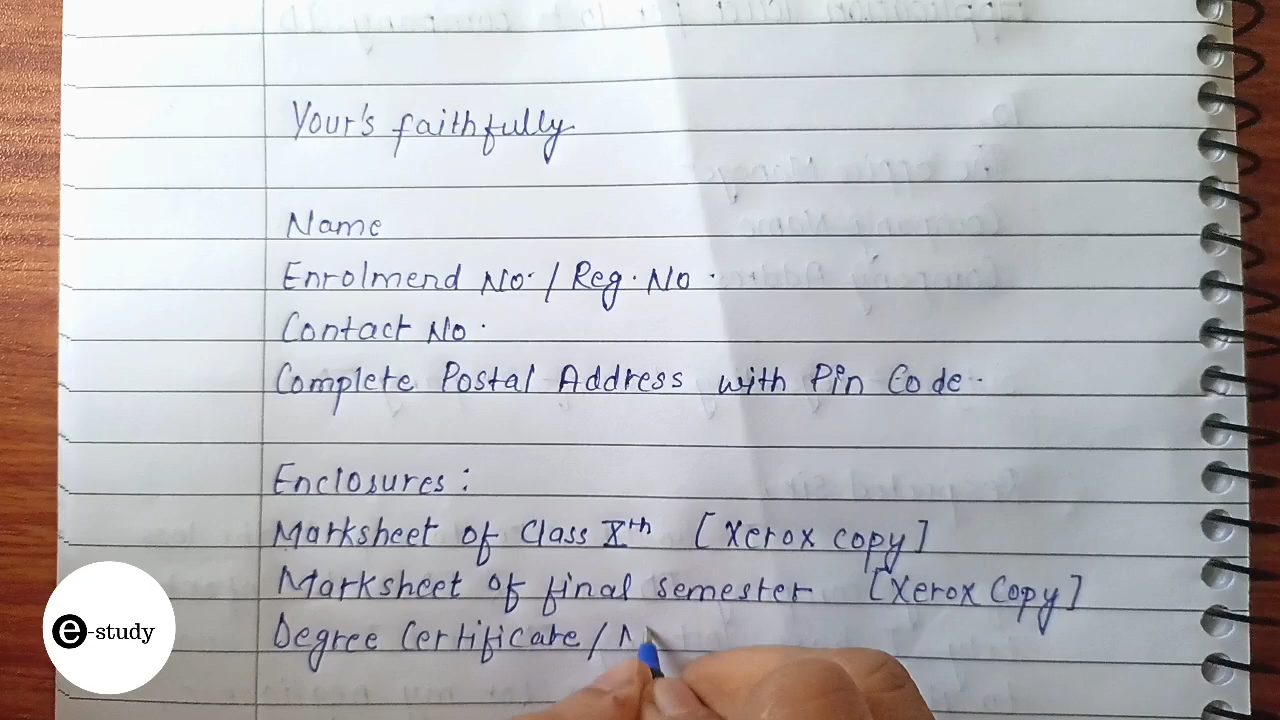 Your's faithfully
Name
Enrolmend No. / Reg. No.
Contact No.
Complete Postal Address with Pin Code.
Enclosures:
Marksheet of Class Xth [Xerox copy]
Marksheet of final semester [Xerox Copy]
Degree Certificate /
e-study